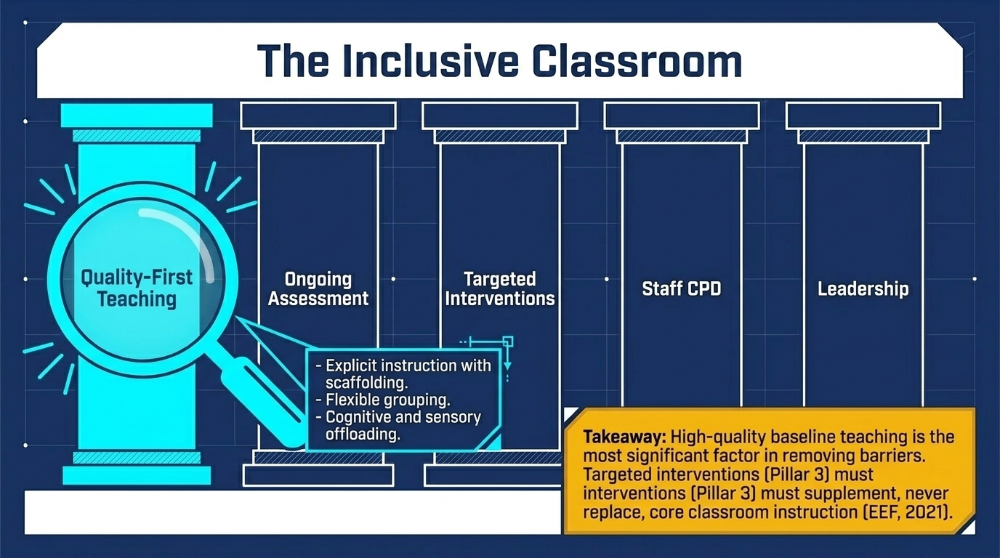 The Inclusive Classroom
Quality-First
Teaching
Ongoing
Assessment
Targeted
Interventions
Staff CPD
Leadership
- Explicit instruction with
scaffolding.
- Flexible grouping.
- Cognitive and sensory
offloading.
Takeaway: High-quality baseline teaching is the
most significant factor in removing barriers.
Targeted interventions (Pillar 3) must
interventions (Pillar 3) must supplement, never
replace, core classroom instruction (EEF, 2021).